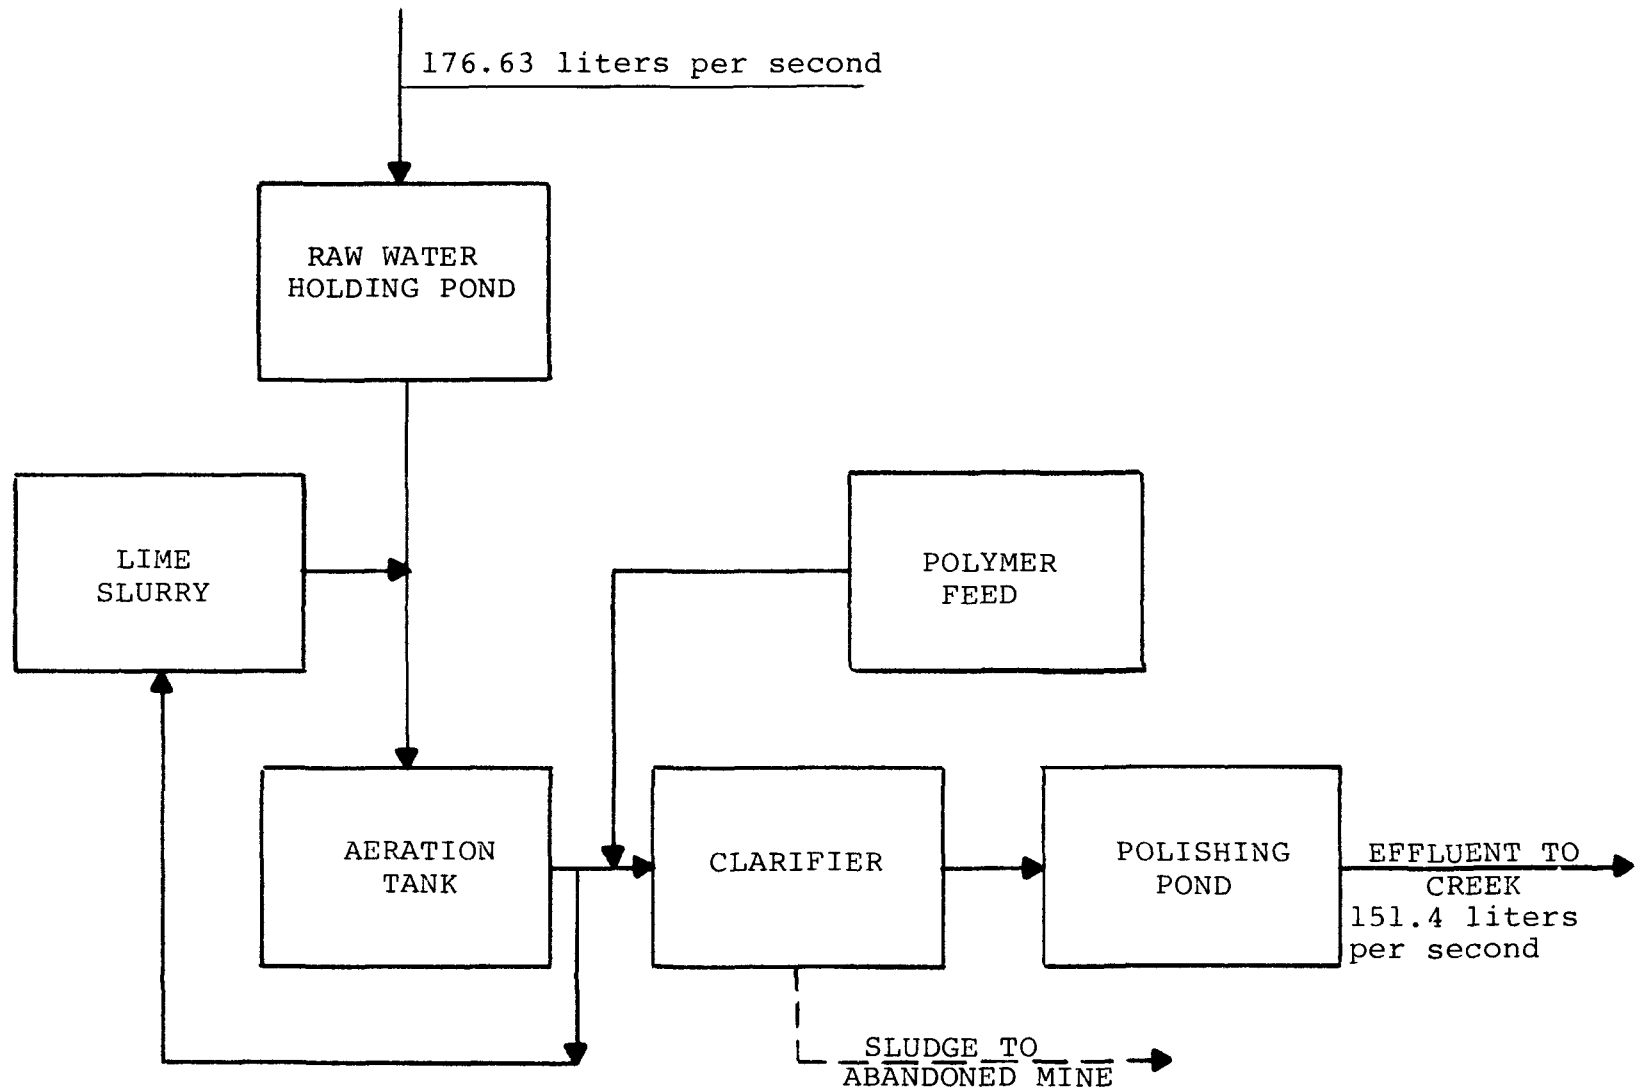 176.63 liters per second
RAW WATER
HOLDING POND
LIME
SLURRY
POLYMER
FEED
AERATION
TANK
CLARIFIER
POLISHING
POND
EFFLUENT TO
CREEK
151.4 liters
per second
SLUDGE TO
ABANDONED MINE